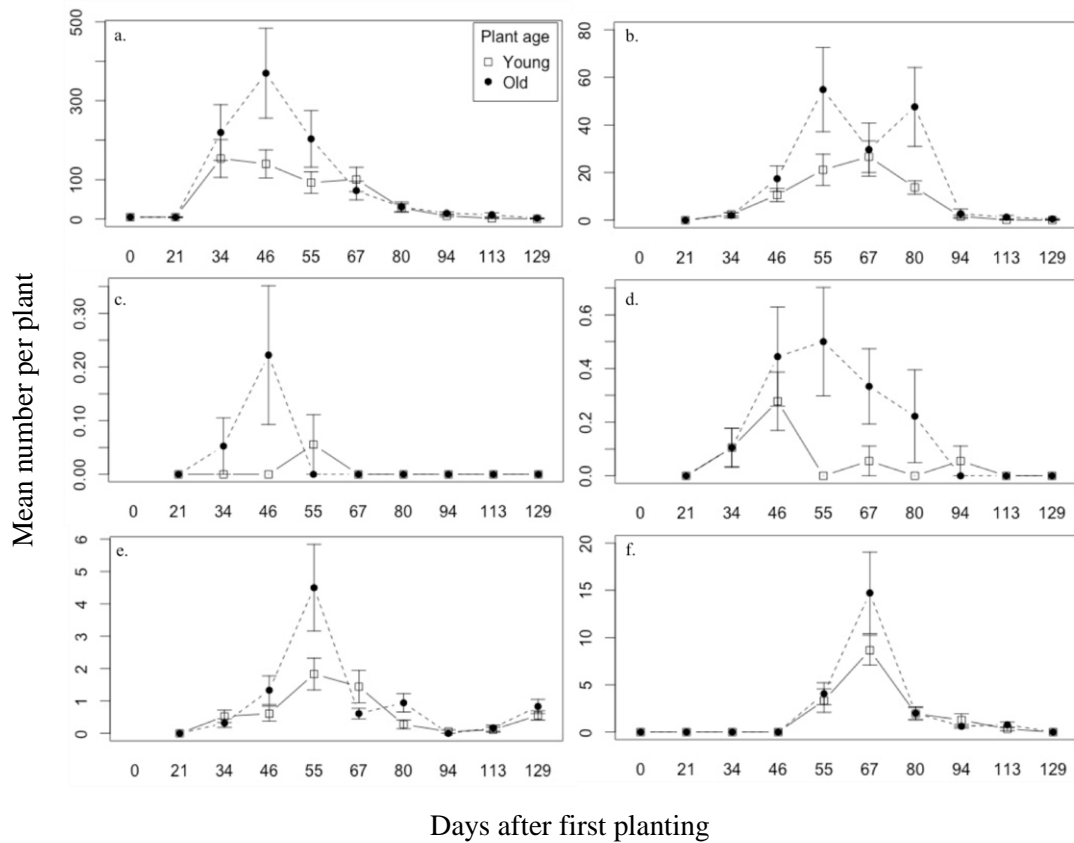 Mean number per plant
a.
500
300
100
0
Plant age
Young
Old
0 21 34 46 55 67 80 94 113 129
b.
80
60
40
20
0
0 21 34 46 55 67 80 94 113 129
c.
0.30
0.20
0.10
0.00
0 21 34 46 55 67 80 94 113 129
d.
0.6
0.4
0.2
0.0
0 21 34 46 55 67 80 94 113 129
e.
6
5
4
3
2
1
0
0 21 34 46 55 67 80 94 113 129
f.
20
15
10
5
0
0 21 34 46 55 67 80 94 113 129
Days after first planting